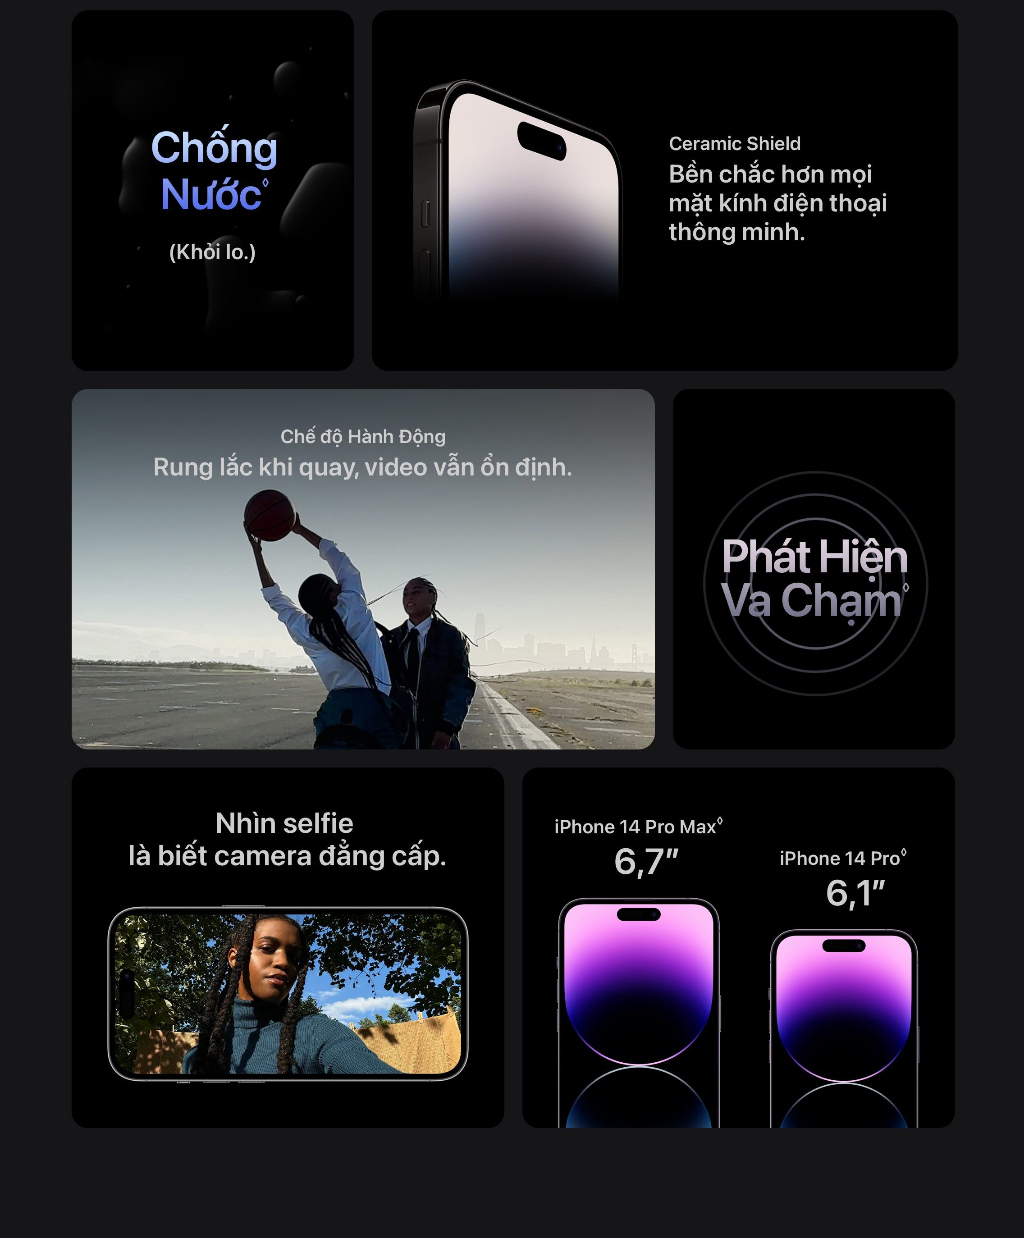 Chống
Nước◊
(Khỏi lo.)
Ceramic Shield
Bền chắc hơn mọi
mặt kính điện thoại
thông minh.
Chế độ Hành Động
Rung lắc khi quay, video vẫn ổn định.
Phát Hiện
Va Chạm◊
Nhìn selfie
là biết camera đẳng cấp.
iPhone 14 Pro Max◊
6,7”
iPhone 14 Pro◊
6,1”